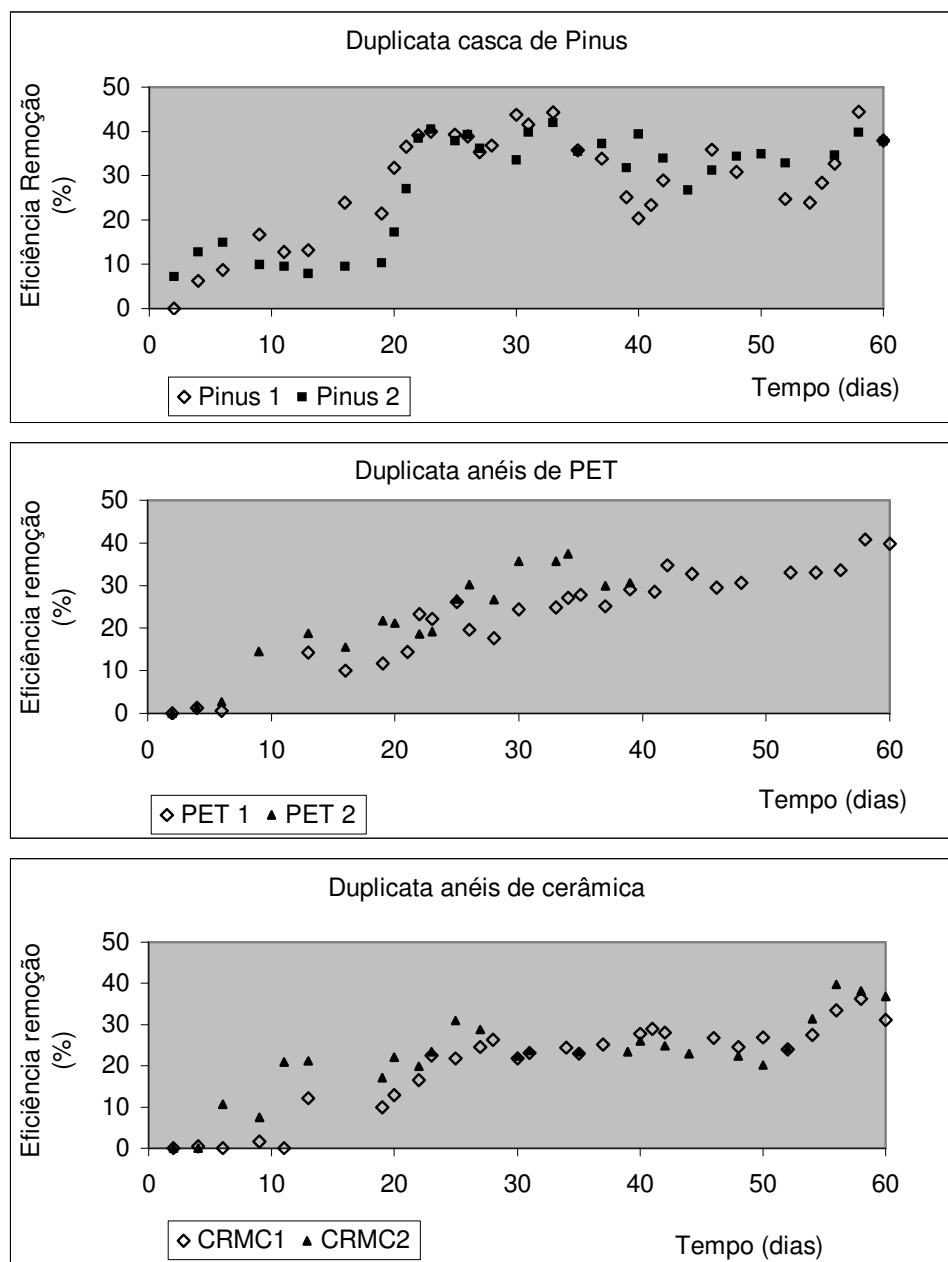 Duplicata casca de Pinus
Eficiência Remoção
(%)
50
40
30
20
10
0
0 10 20 30 40 50 60
Tempo (dias)
Pinus 1 Pinus 2
Duplicata anéis de PET
Eficiência remoção
(%)
50
40
30
20
10
0
0 10 20 30 40 50 60
Tempo (dias)
PET 1 PET 2
Duplicata anéis de cerâmica
Eficiência remoção
(%)
50
40
30
20
10
0
0 10 20 30 40 50 60
CRMC1 CRMC2
Tempo (dias)